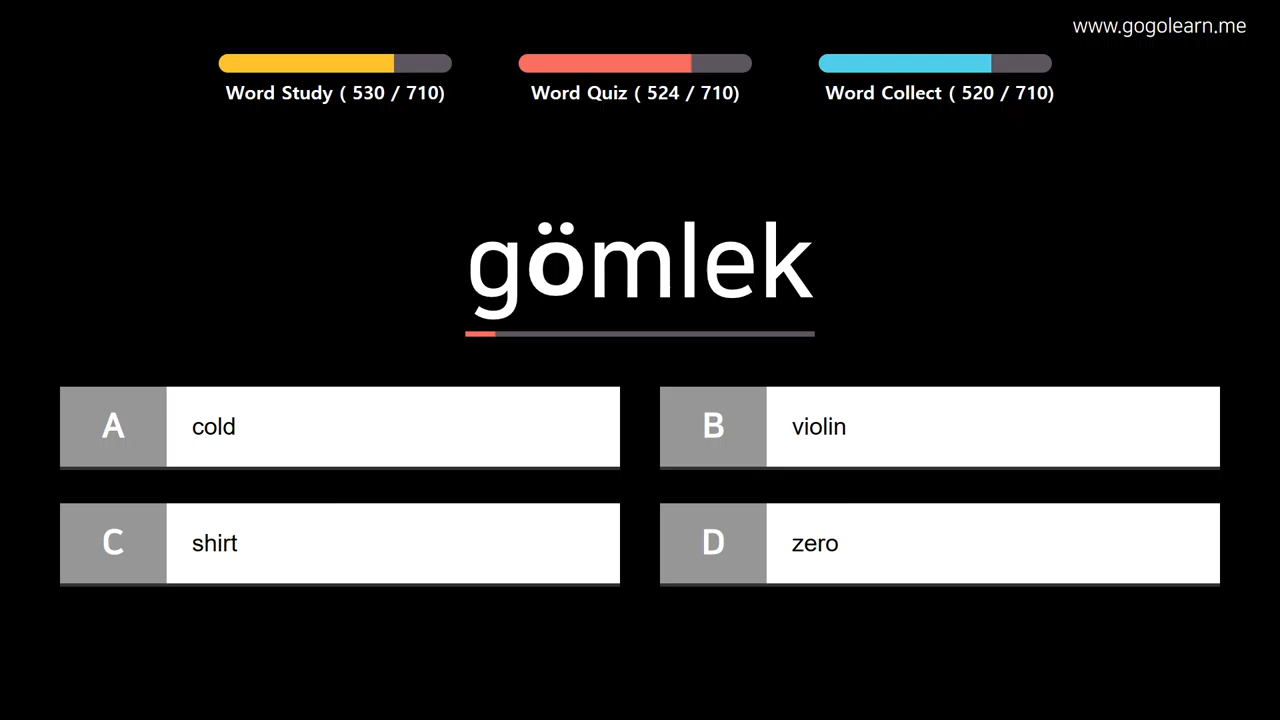 www.gogolearn.me
Word Study ( 530 / 710)
Word Quiz ( 524 / 710)
Word Collect ( 520 / 710)
gömlek
A cold
B violin
C shirt
D zero